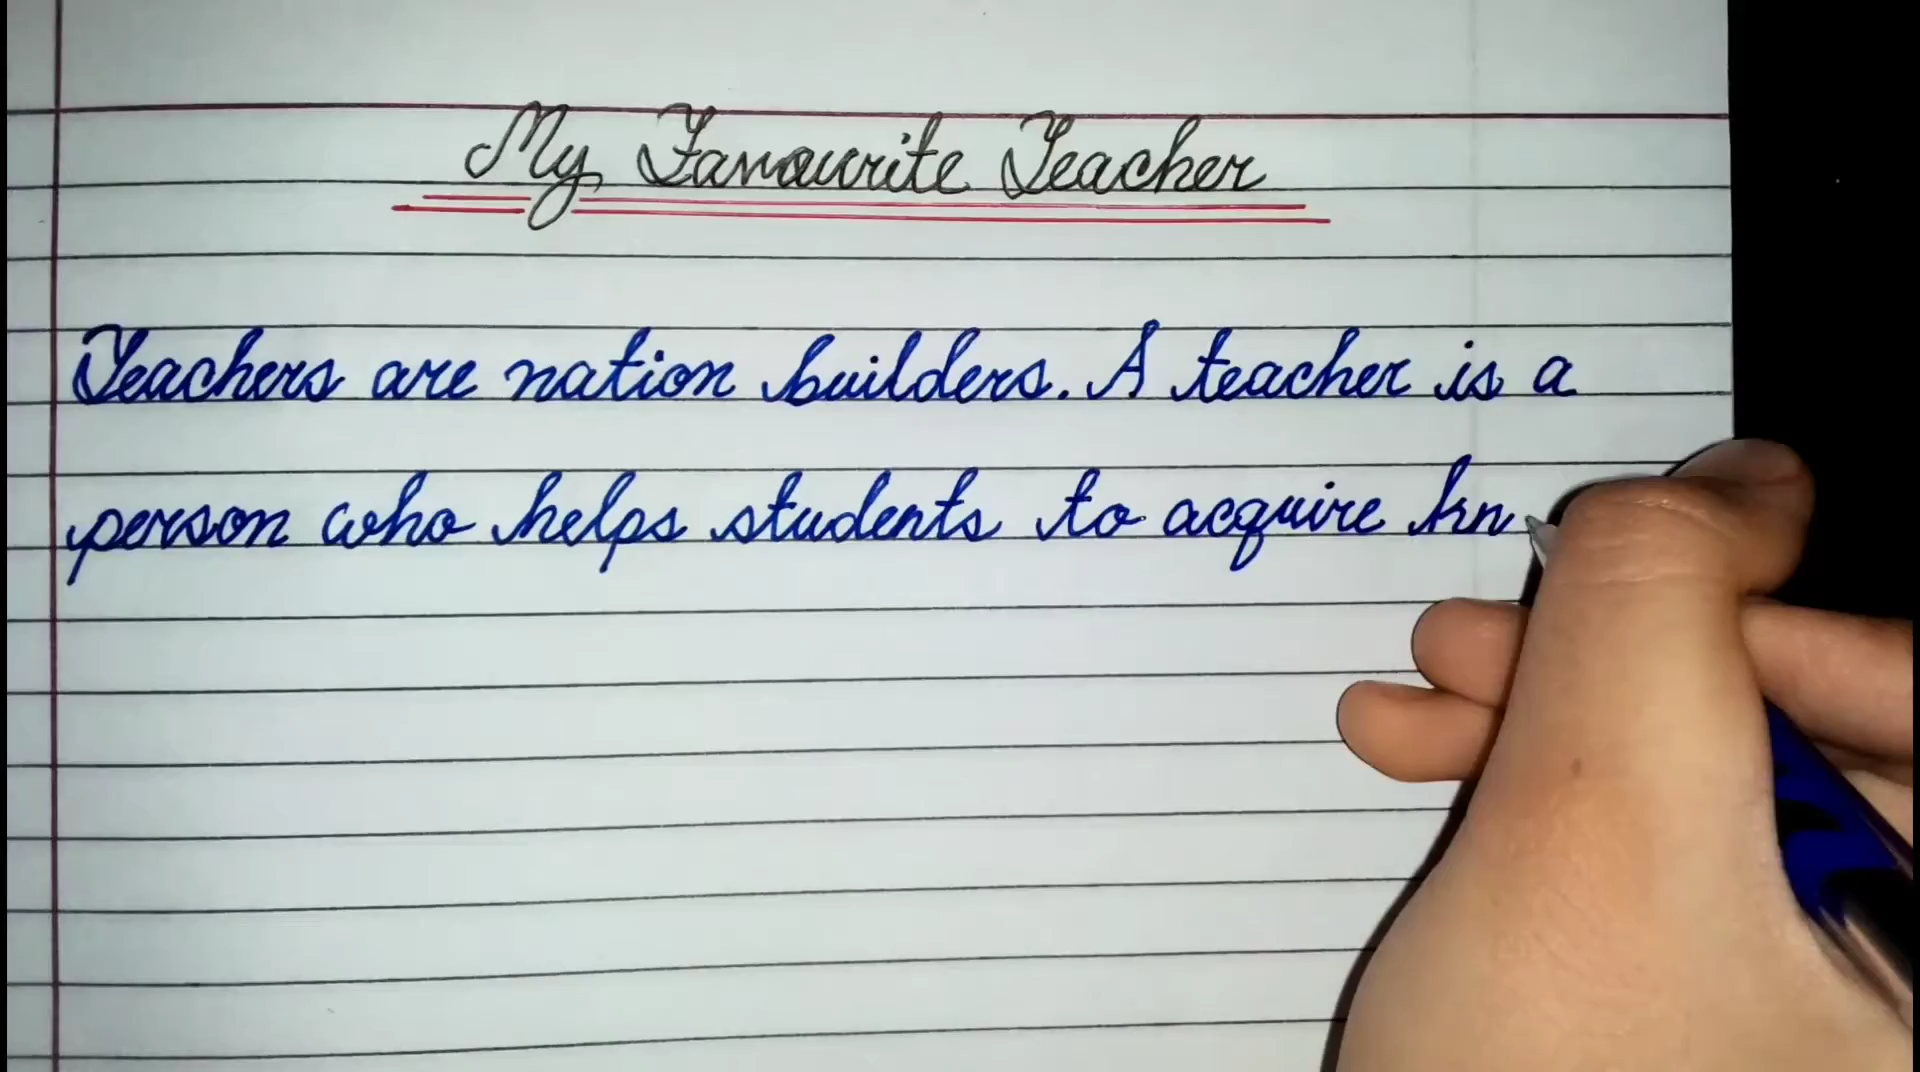 My Favourite Teacher
Teachers are nation builders. A teacher is a
person who helps students to acquire kn